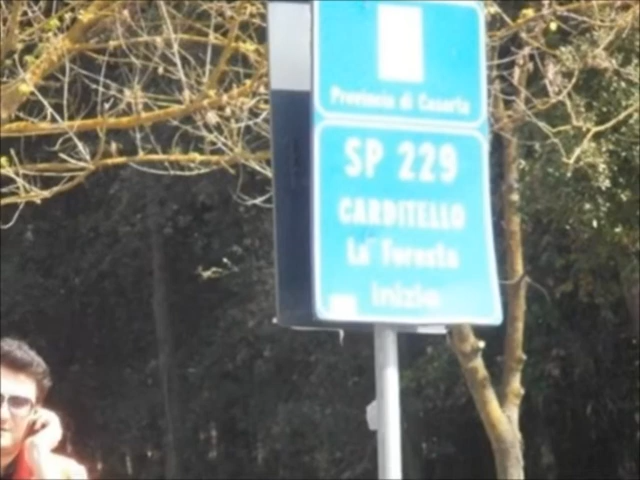 Provincia di Caserta
SP 229
CARDITELLO
La Foresta
inizio